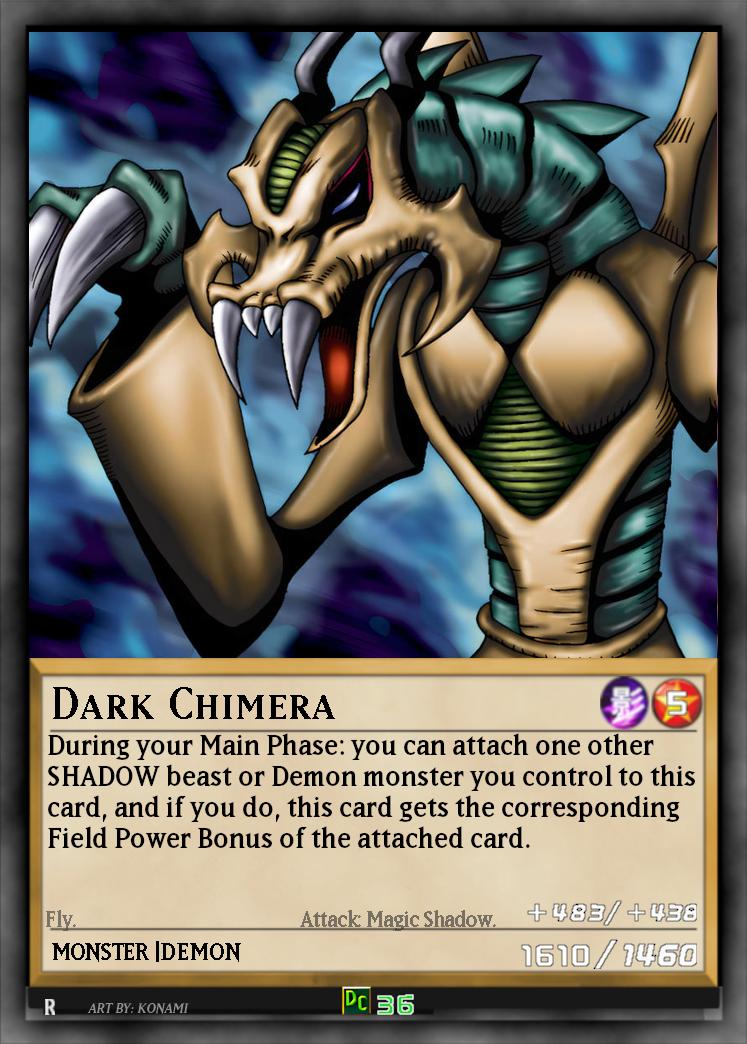 DARK CHIMERA 影 5
During your Main Phase: you can attach one other
SHADOW beast or Demon monster you control to this
card, and if you do, this card gets the corresponding
Field Power Bonus of the attached card.
Fly. Attack: Magic Shadow. +483/+438
MONSTER |DEMON 1610/1460
R ART BY: KONAMI DC 36